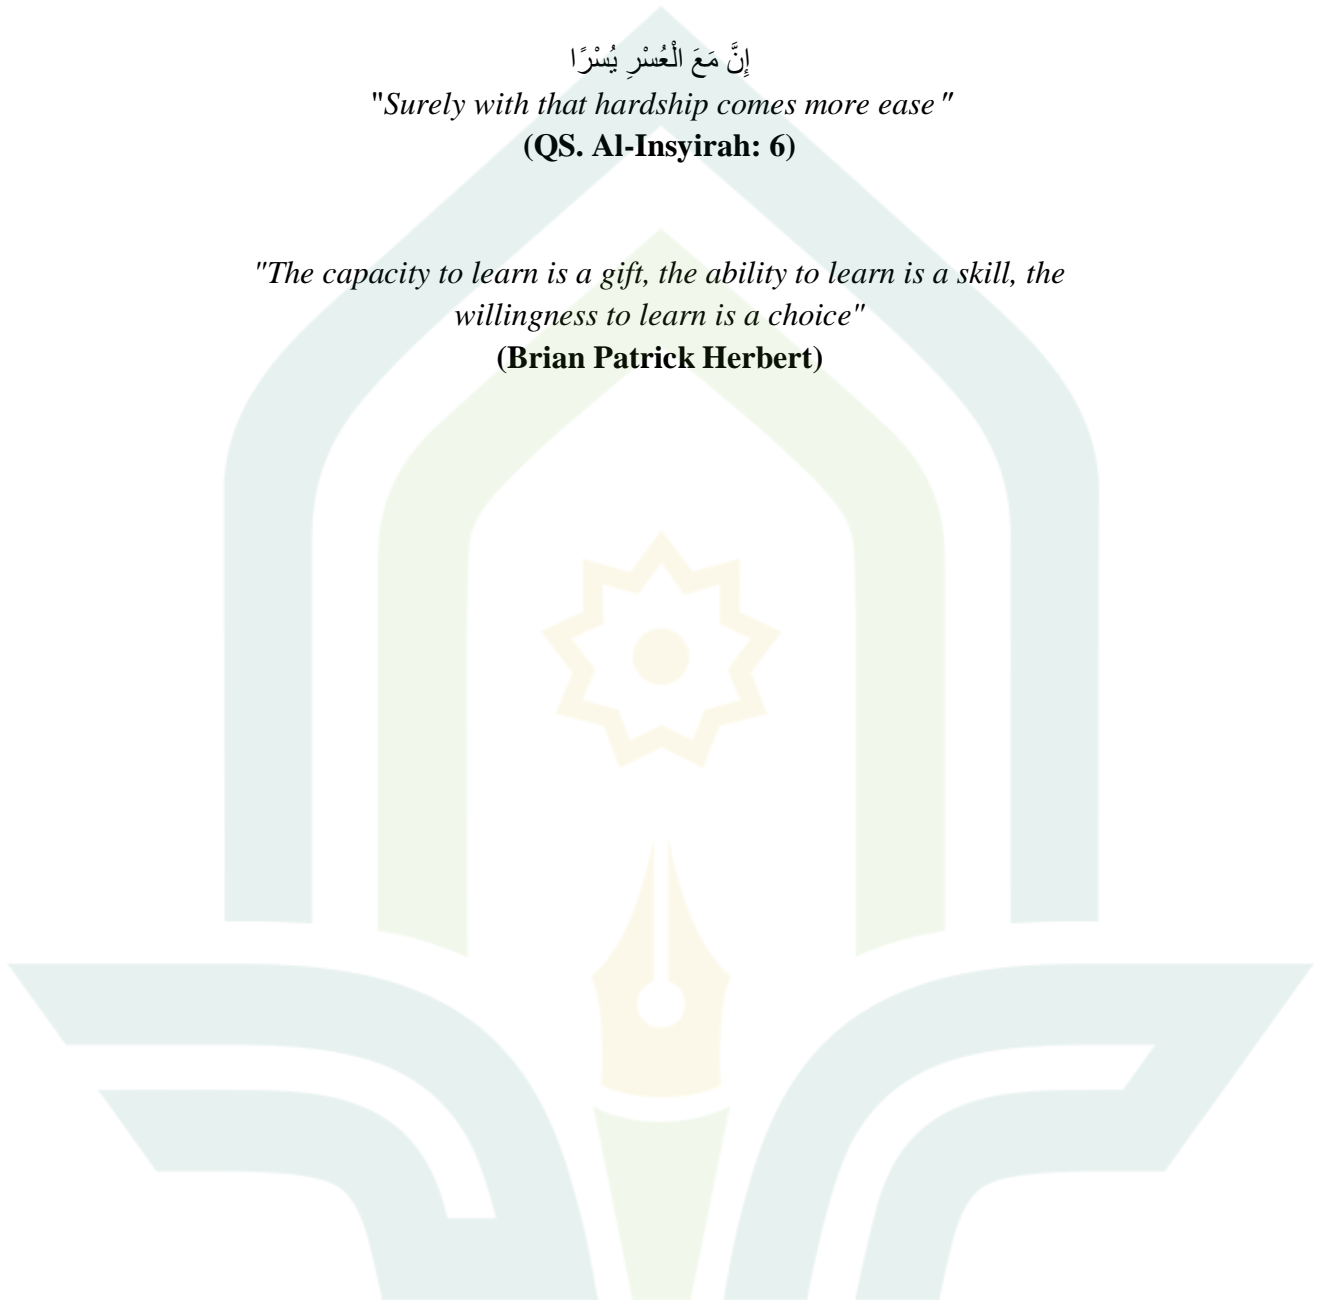 إِنَّ مَعَ الْعُسْرِ يُسْرًا
"Surely with that hardship comes more ease"
(QS. Al-Insyirah: 6)
"The capacity to learn is a gift, the ability to learn is a skill, the
willingness to learn is a choice"
(Brian Patrick Herbert)